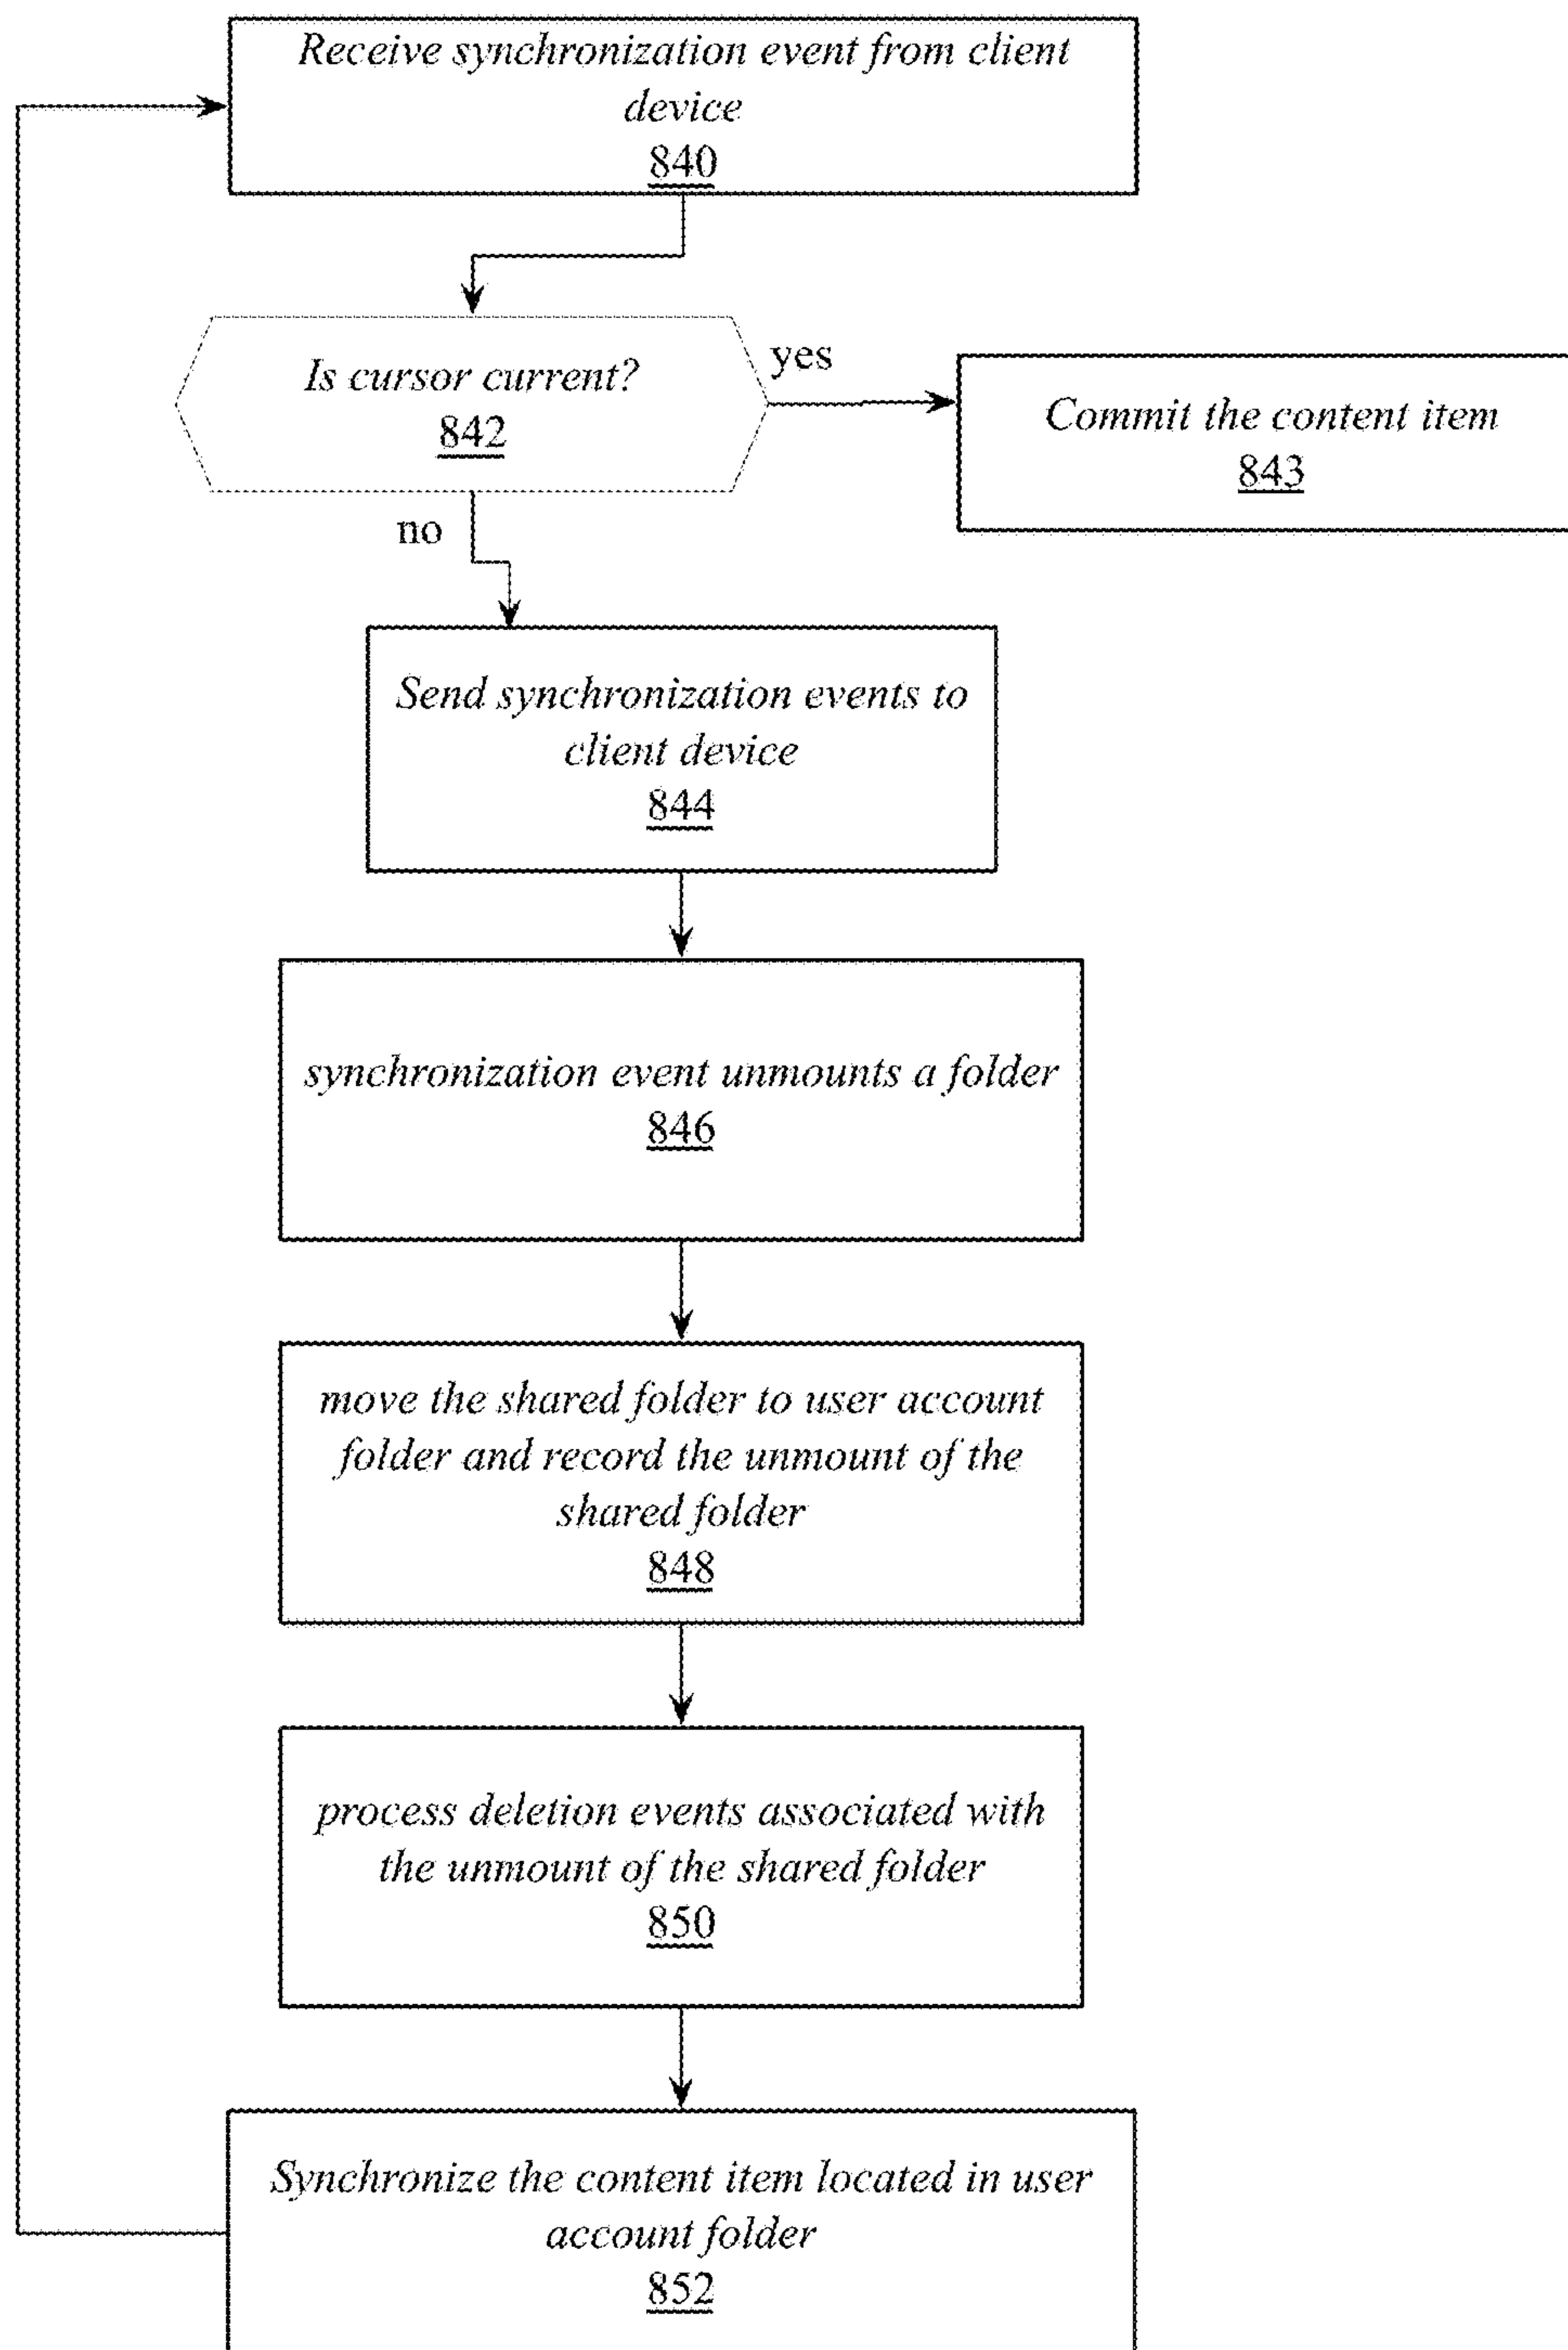 Receive synchronization event from client
device
840
Is cursor current?
842
yes
Commit the content item
843
no
Send synchronization events to
client device
844
synchronization event unmounts a folder
846
move the shared folder to user account
folder and record the unmount of the
shared folder
848
process deletion events associated with
the unmount of the shared folder
850
Synchronize the content item located in user
account folder
852